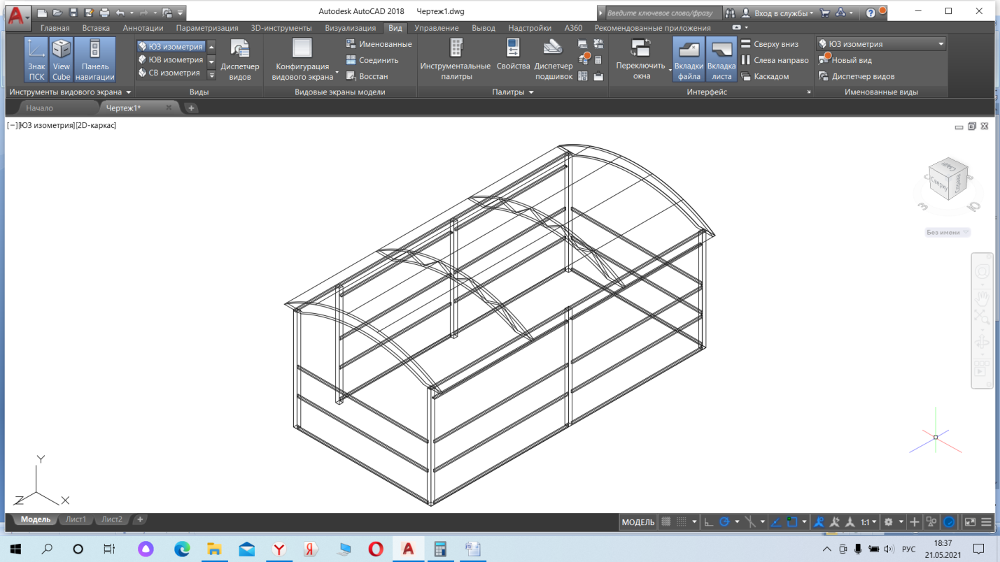 Autodesk AutoCAD 2018 Чертеж1.dwg
Введите ключевое слово/фразу
Вход в службы
Главная Вставка Аннотации Параметризация 3D-инструменты Визуализация Вид Управление Вывод Надстройки A360 Рекомендованные приложения
Знак ПСК
View Cube
Панель навигации
Инструменты видового экрана
ЮЗ изометрия
ЮВ изометрия
СВ изометрия
Диспетчер видов
Виды
Конфигурация видового экрана
Именованные
Соединить
Восстан
Видовые экраны модели
Инструментальные палитры
Свойства
Диспетчер подшивок
Палитры
Переключить окна
Вкладки файла
Вкладка листа
Сверху вниз
Слева направо
Каскадом
Интерфейс
ЮЗ изометрия
Новый вид
Диспетчер видов
Именованные виды
Начало
Чертеж1*
[−][ЮЗ изометрия][2D-каркас]
Сверху
Справа
З
Ю
Без имени
Y
Z
X
Модель Лист1 Лист2
МОДЕЛЬ
1:1
РУС
18:37
21.05.2021